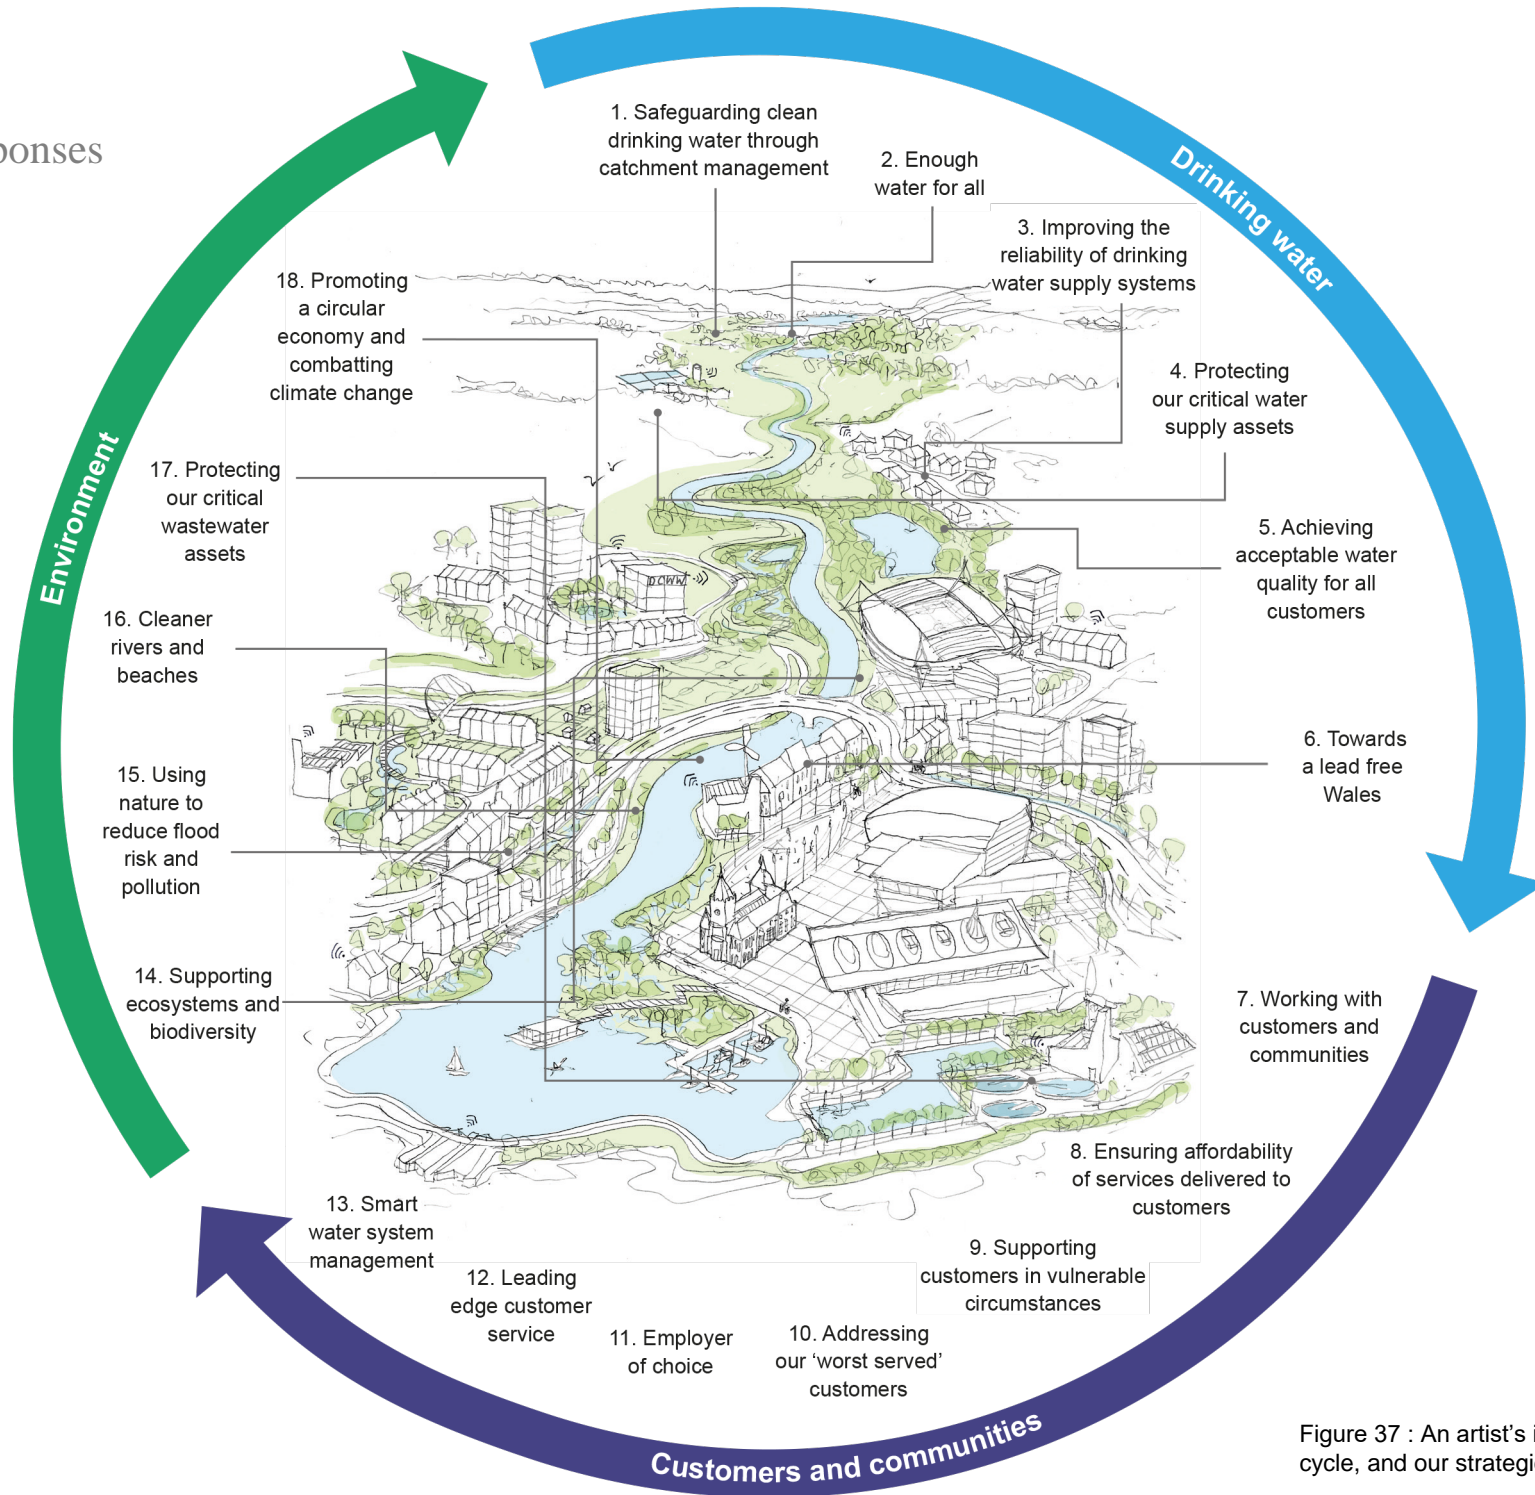 ponses
1. Safeguarding clean
drinking water through
catchment management
2. Enough
water for all
3. Improving the
reliability of drinking
water supply systems
4. Protecting
our critical water
supply assets
5. Achieving
acceptable water
quality for all
customers
6. Towards
a lead free
Wales
7. Working with
customers and
communities
8. Ensuring affordability
of services delivered to
customers
9. Supporting
customers in vulnerable
circumstances
10. Addressing
our ‘worst served’
customers
11. Employer
of choice
12. Leading
edge customer
service
13. Smart
water system
management
14. Supporting
ecosystems and
biodiversity
15. Using
nature to
reduce flood
risk and
pollution
16. Cleaner
rivers and
beaches
17. Protecting
our critical
wastewater
assets
18. Promoting
a circular
economy and
combatting
climate change
Drinking water
Customers and communities
Environment
DCWW
Figure 37 : An artist’s i
cycle, and our strategi